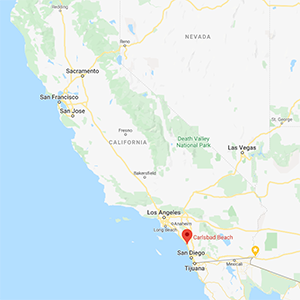 Redding
Reno
NEVADA
Sacramento
San Francisco
San Jose
Fresno
CALIFORNIA
Death Valley
National Park
Las Vegas
St. George
Bakersfield
Los Angeles
Anaheim
Long Beach
Carlsbad Beach
San Diego
Mexicali
Tijuana